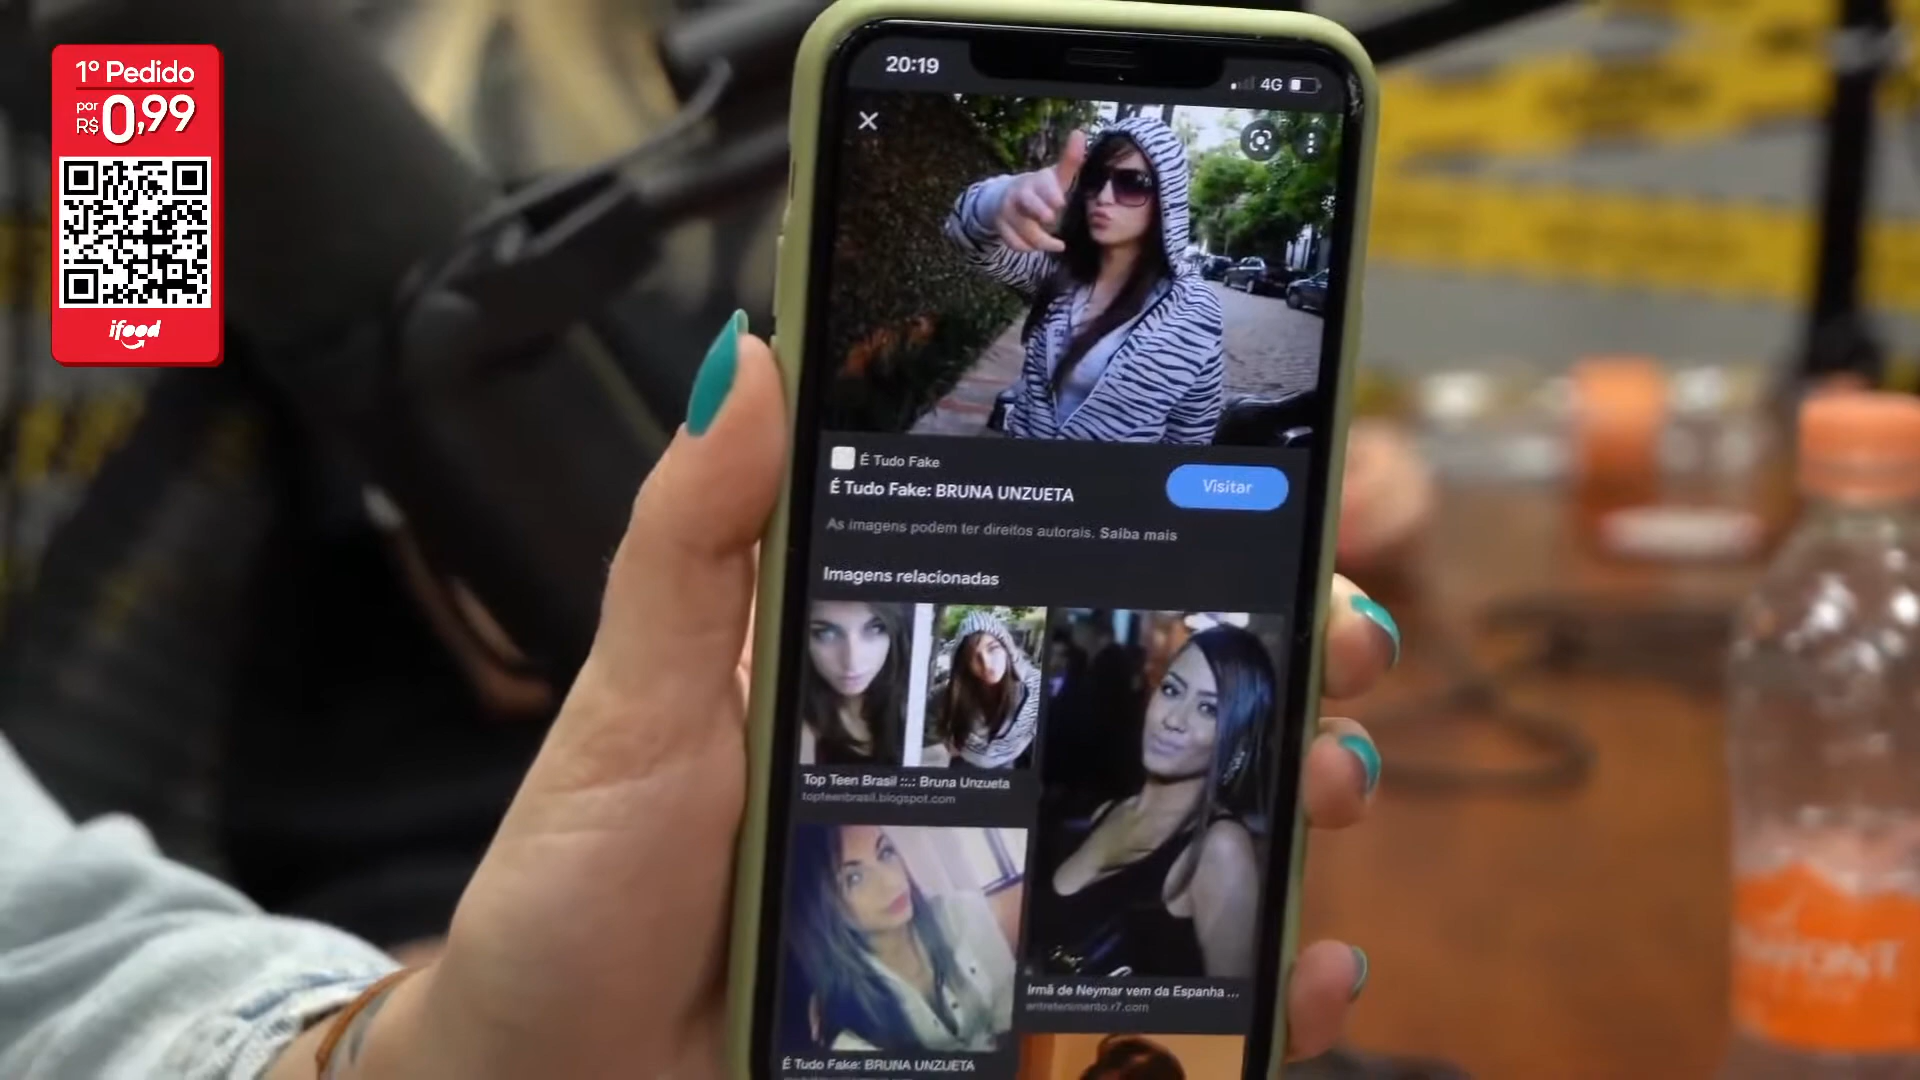 1º Pedido
por
R$ 0,99
ifood
20:19
4G
É Tudo Fake
É Tudo Fake: BRUNA UNZUETA
Visitar
As imagens podem ter direitos autorais. Saiba mais
Imagens relacionadas
Top Teen Brasil ::.: Bruna Unzueta
topteenbrasil.blogspot.com
Irmã de Neymar vem da Espanha ...
entretenimento.r7.com
É Tudo Fake: BRUNA UNZUETA